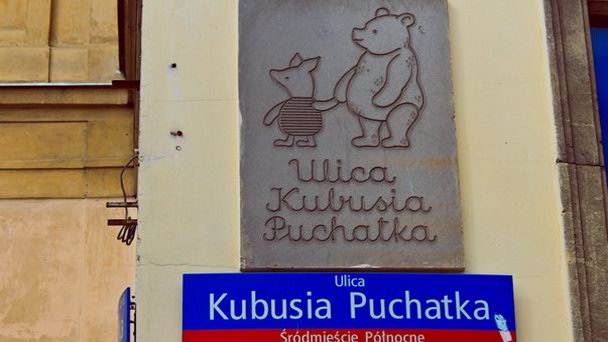 Ulica
Kubusia
Puchatka
Ulica
Kubusia Puchatka
Śródmieście Północne